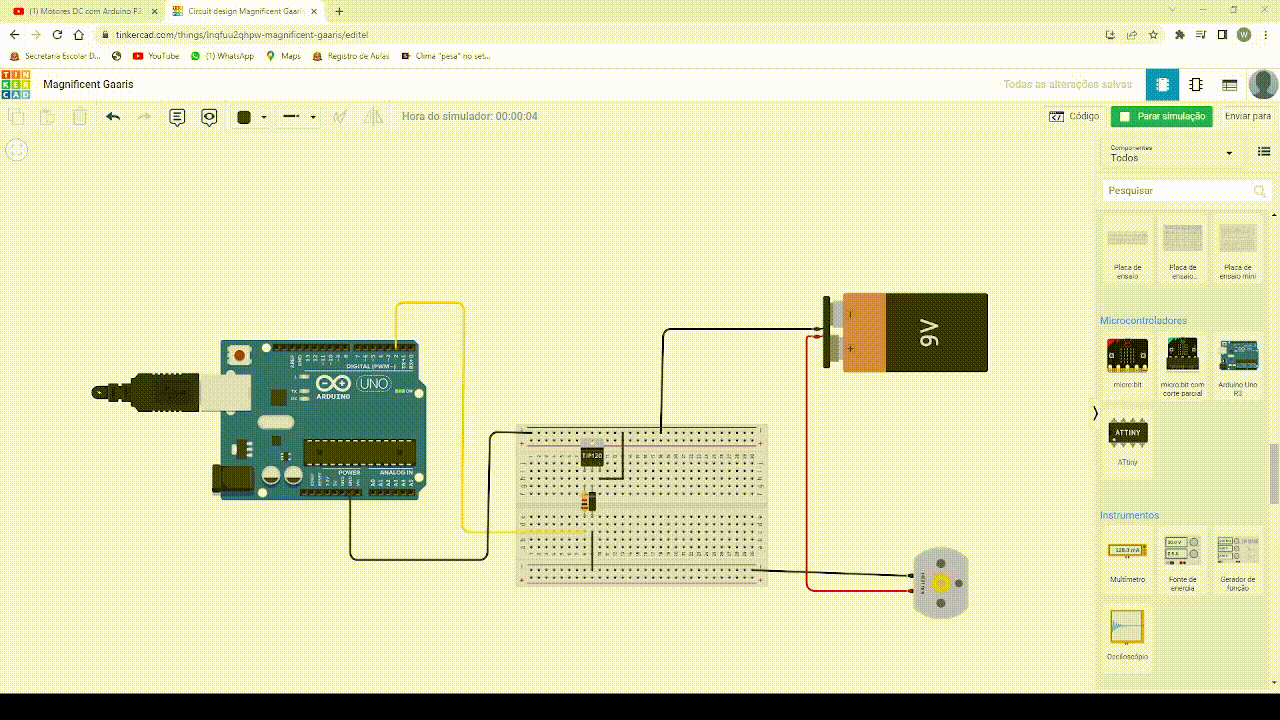 (1) Motores DC com Arduino P2
Circuit design Magnificent Gaari
tinkercad.com/things/lnqfuu2qhpw-magnificent-gaaris/editel
W
Secretaria Escolar D...
YouTube
(1) WhatsApp
Maps
Registro de Aulas
Clima "pesa" no set...
TIN
KER
CAD
Magnificent Gaaris
Todas as alterações salvas
Hora do simulador: 00:00:04
Código
Parar simulação
Enviar para
Componentes
Todos
Pesquisar
Placa de ensaio
Placa de ensaio...
Placa de ensaio mini
Microcontroladores
micro:bit
micro:bit com corte parcial
Arduino Uno R3
ATTINY
ATtiny
Instrumentos
Multímetro
Fonte de energia
Gerador de função
Osciloscópio
9V
DIGITAL (PWM~)
UNO
ARDUINO
POWER
ANALOG IN
TIP120